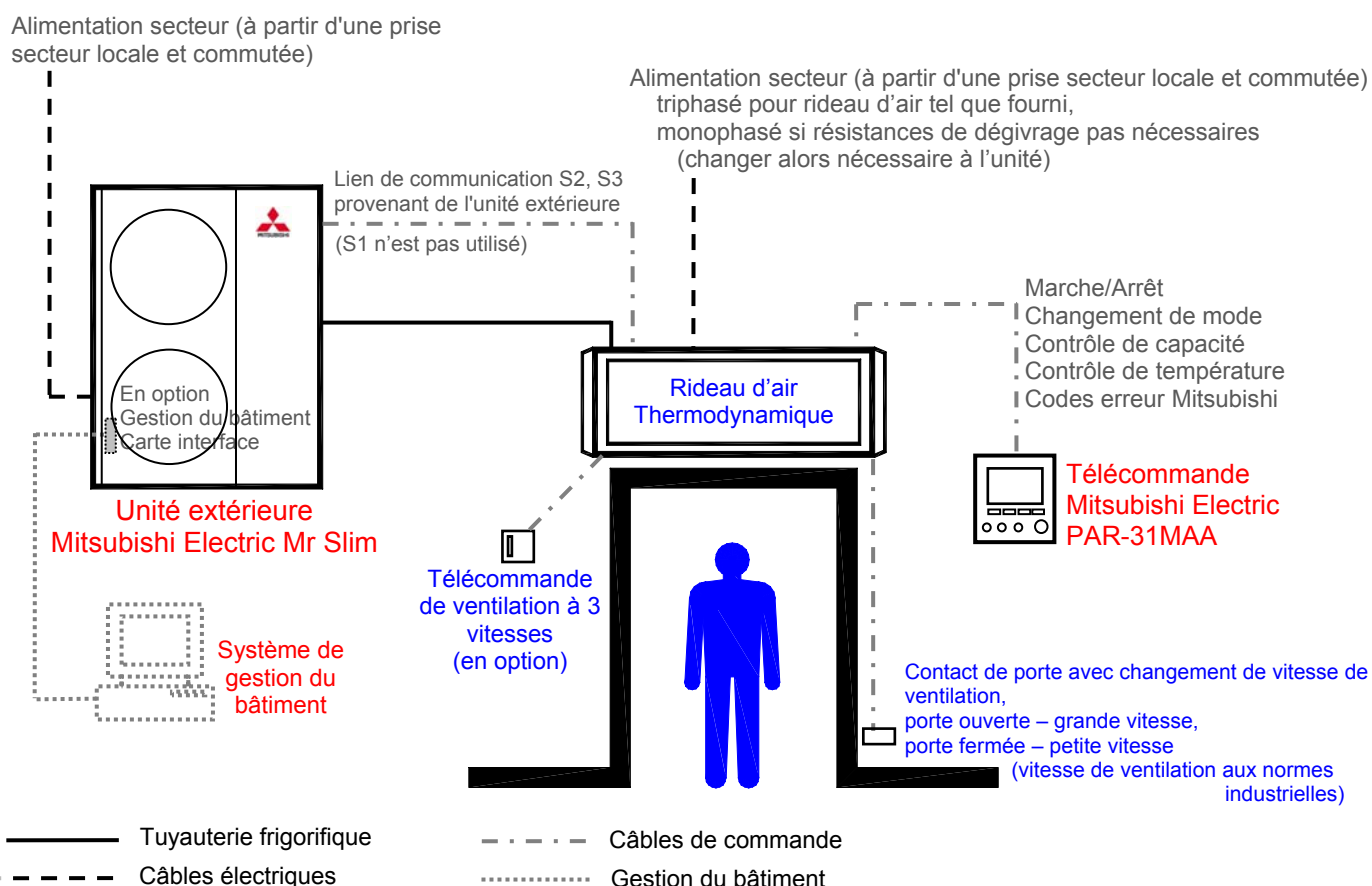 Alimentation secteur (à partir d'une prise
secteur locale et commutée)
Alimentation secteur (à partir d'une prise secteur locale et commutée)
triphasé pour rideau d’air tel que fourni,
monophasé si résistances de dégivrage pas nécessaires
(changer alors nécessaire à l’unité)
Lien de communication S2, S3
provenant de l'unité extérieure
(S1 n’est pas utilisé)
MITSUBISHI
Marche/Arrêt
Changement de mode
Contrôle de capacité
Contrôle de température
Codes erreur Mitsubishi
Rideau d’air
Thermodynamique
En option
Gestion du bâtiment
Carte interface
Unité extérieure
Mitsubishi Electric Mr Slim
Télécommande
Mitsubishi Electric
PAR-31MAA
Télécommande
de ventilation à 3
vitesses
(en option)
Système de
gestion du
bâtiment
Contact de porte avec changement de vitesse de
ventilation,
porte ouverte – grande vitesse,
porte fermée – petite vitesse
(vitesse de ventilation aux normes
industrielles)
Tuyauterie frigorifique
Câbles de commande
Câbles électriques
Gestion du bâtiment